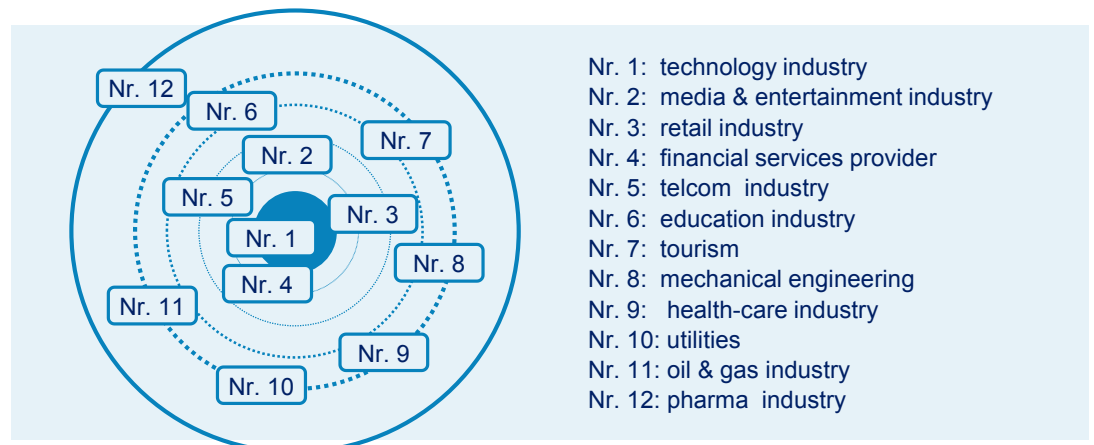 Nr. 12
Nr. 6
Nr. 7
Nr. 2
Nr. 5
Nr. 3
Nr. 1
Nr. 8
Nr. 4
Nr. 11
Nr. 9
Nr. 10
Nr. 1: technology industry
Nr. 2: media & entertainment industry
Nr. 3: retail industry
Nr. 4: financial services provider
Nr. 5: telcom industry
Nr. 6: education industry
Nr. 7: tourism
Nr. 8: mechanical engineering
Nr. 9: health-care industry
Nr. 10: utilities
Nr. 11: oil & gas industry
Nr. 12: pharma industry